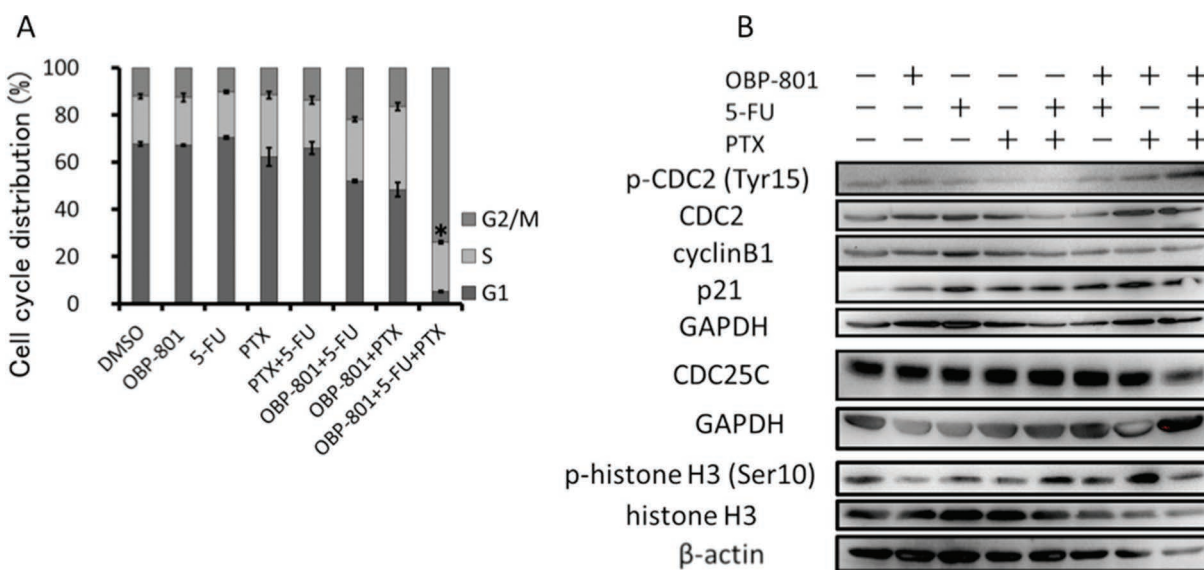 A
Cell cycle distribution (%)
100
80
60
40
20
0
G2/M
S
G1
*
DMSO
OBP-801
5-FU
PTX
PTX+5-FU
OBP-801+5-FU
OBP-801+PTX
OBP-801+5-FU+PTX
B
OBP-801 − + − − − + + +
5-FU − − + − + + − +
PTX − − − + + − + +
p-CDC2 (Tyr15)
CDC2
cyclinB1
p21
GAPDH
CDC25C
GAPDH
p-histone H3 (Ser10)
histone H3
β-actin